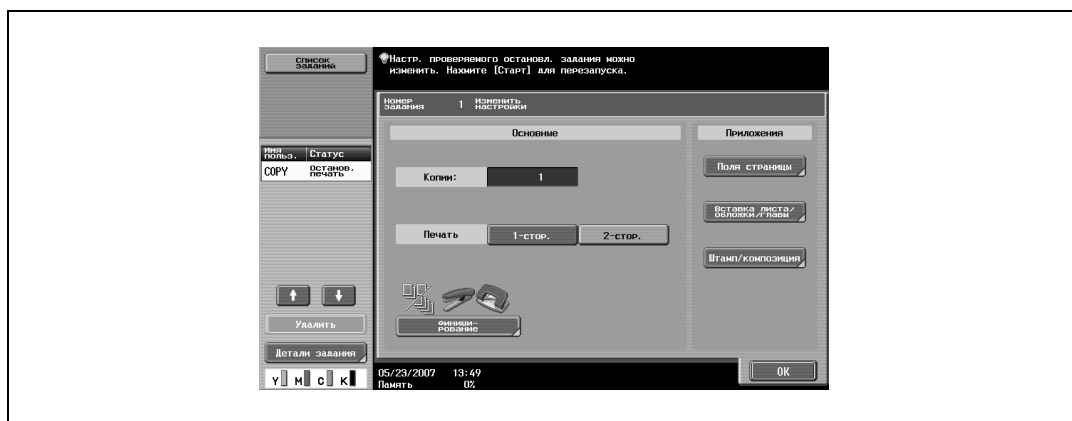 Список
заданий
Настр. проверяемого остановл. задания можно
изменить. Нажмите [Старт] для перезапуска.
Номер
задания
1
Изменить
настройки
Основные
Приложения
Имя
польз.
Статус
COPY
Останов.
печать
Копии:
1
Поля страницы
Вставка листа/
обложки/главы
Печать
1-стор.
2-стор.
Штамп/композиция
Удалить
Финиши-
рование
Детали задания
Y M C K
05/23/2007 13:49
Память 0%
OK